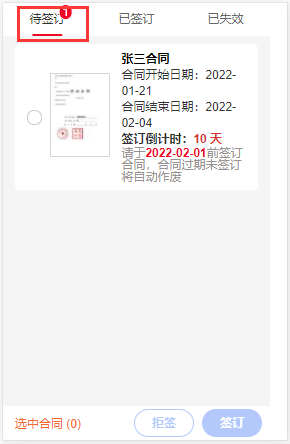 待签订 1 已签订 已失效
张三合同
合同开始日期：2022-
01-21
合同结束日期：2022-
02-04
签订倒计时：10 天
请于2022-02-01前签订
合同，合同过期未签订
将自动作废
选中合同 (0) 拒签 签订